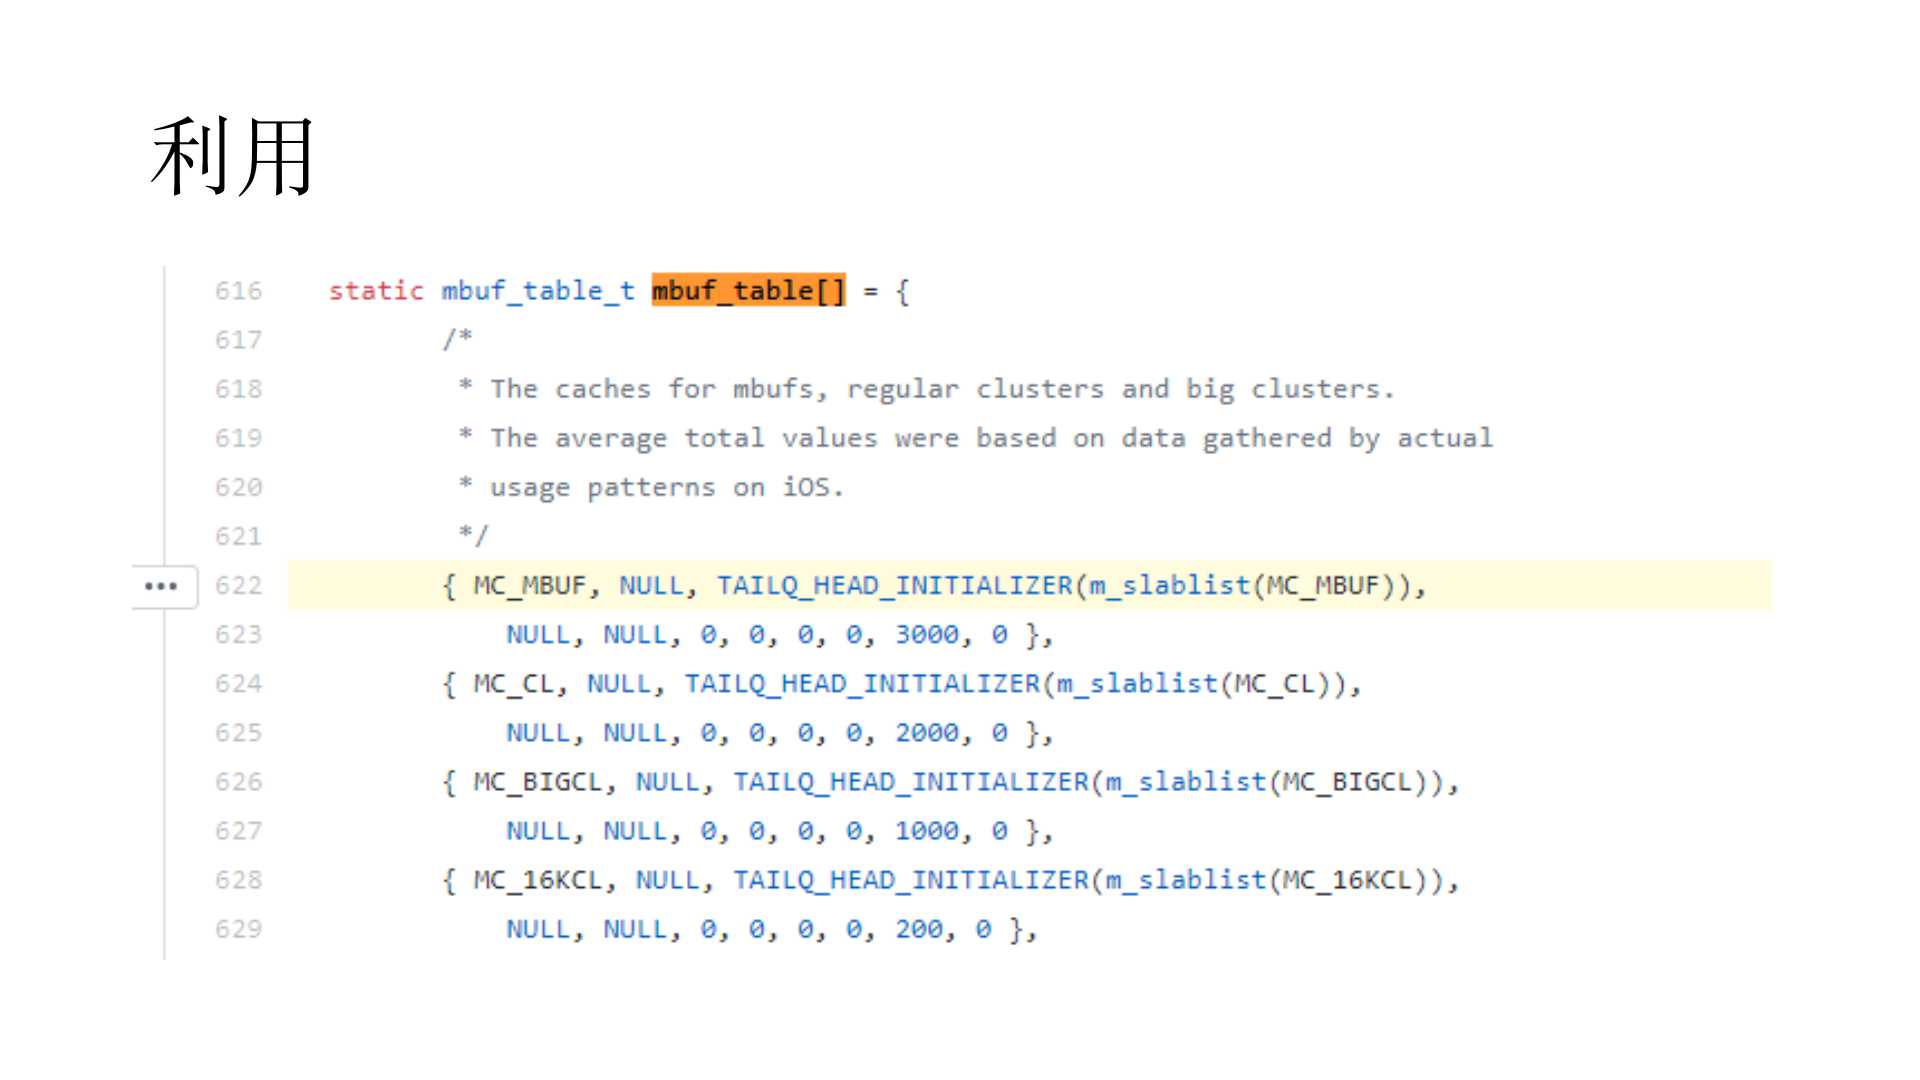 利用
616 static mbuf_table_t mbuf_table[] = {
617 /*
618 * The caches for mbufs, regular clusters and big clusters.
619 * The average total values were based on data gathered by actual
620 * usage patterns on iOS.
621 */
622 { MC_MBUF, NULL, TAILQ_HEAD_INITIALIZER(m_slablist(MC_MBUF)),
623 NULL, NULL, 0, 0, 0, 0, 3000, 0 },
624 { MC_CL, NULL, TAILQ_HEAD_INITIALIZER(m_slablist(MC_CL)),
625 NULL, NULL, 0, 0, 0, 0, 2000, 0 },
626 { MC_BIGCL, NULL, TAILQ_HEAD_INITIALIZER(m_slablist(MC_BIGCL)),
627 NULL, NULL, 0, 0, 0, 0, 1000, 0 },
628 { MC_16KCL, NULL, TAILQ_HEAD_INITIALIZER(m_slablist(MC_16KCL)),
629 NULL, NULL, 0, 0, 0, 0, 200, 0 },